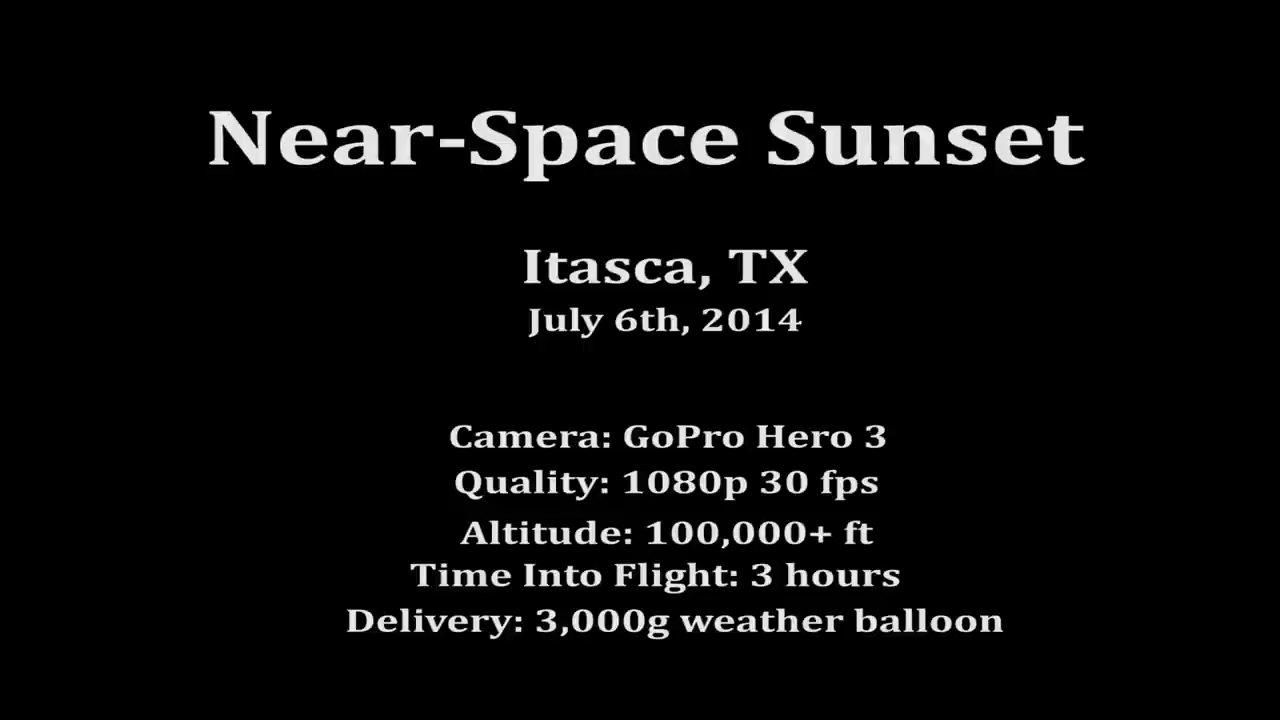 Near-Space Sunset
Itasca, TX
July 6th, 2014
Camera: GoPro Hero 3
Quality: 1080p 30 fps
Altitude: 100,000+ ft
Time Into Flight: 3 hours
Delivery: 3,000g weather balloon